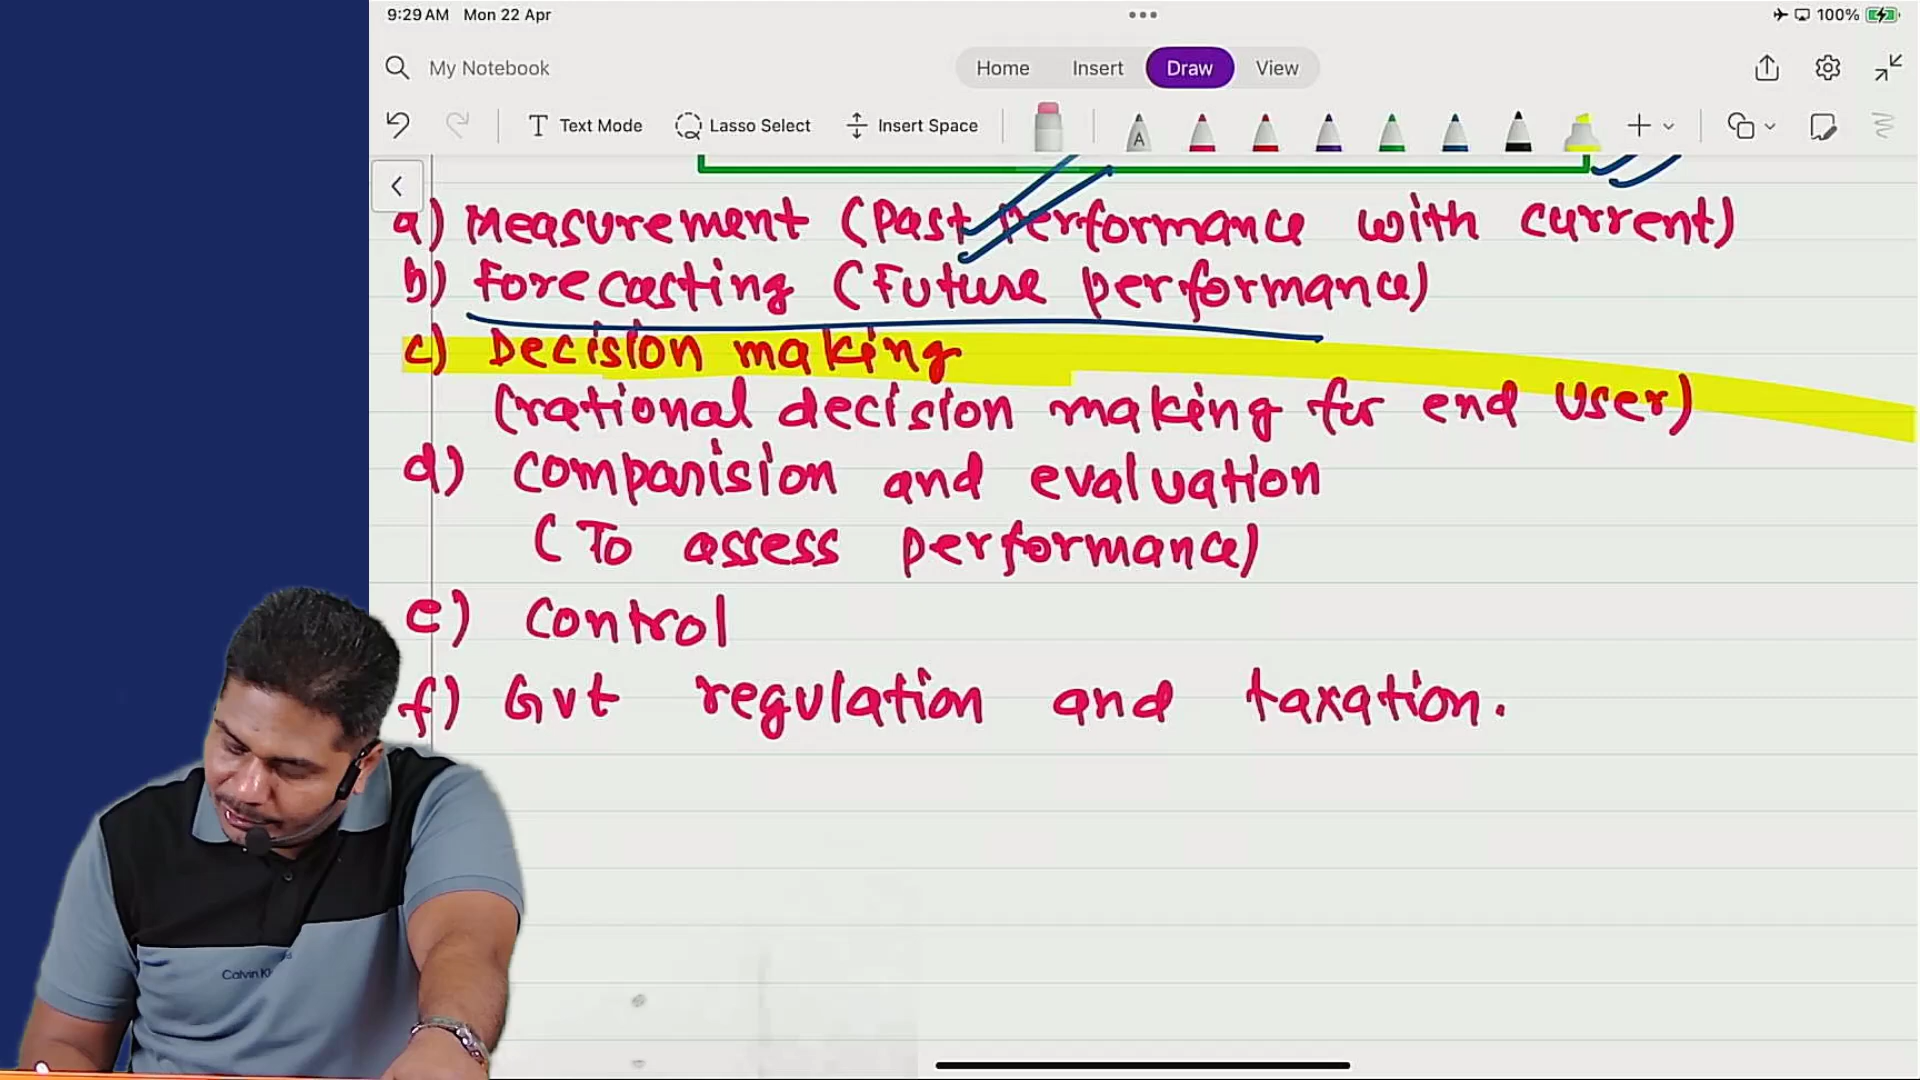 9:29 AM Mon 22 Apr
100%
My Notebook
Home Insert Draw View
Text Mode Lasso Select Insert Space
A
a) Measurement (Past Performance with current)
b) Forecasting (Future performance)
c) Decision making
(rational decision making for end User)
d) companision and evaluation
(To assess performance)
e) control
f) Gvt regulation and taxation.